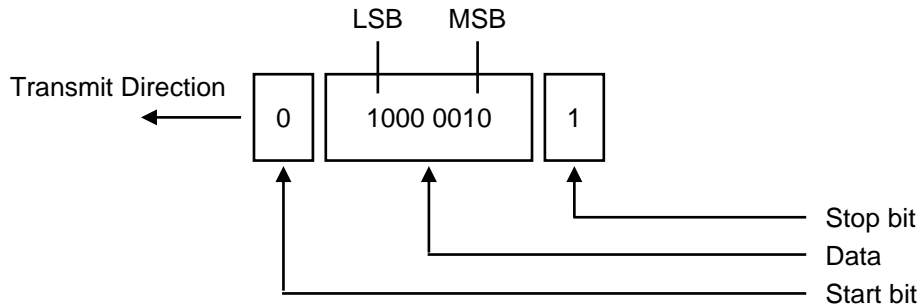 LSB MSB
Transmit Direction
0 1000 0010 1
Stop bit
Data
Start bit